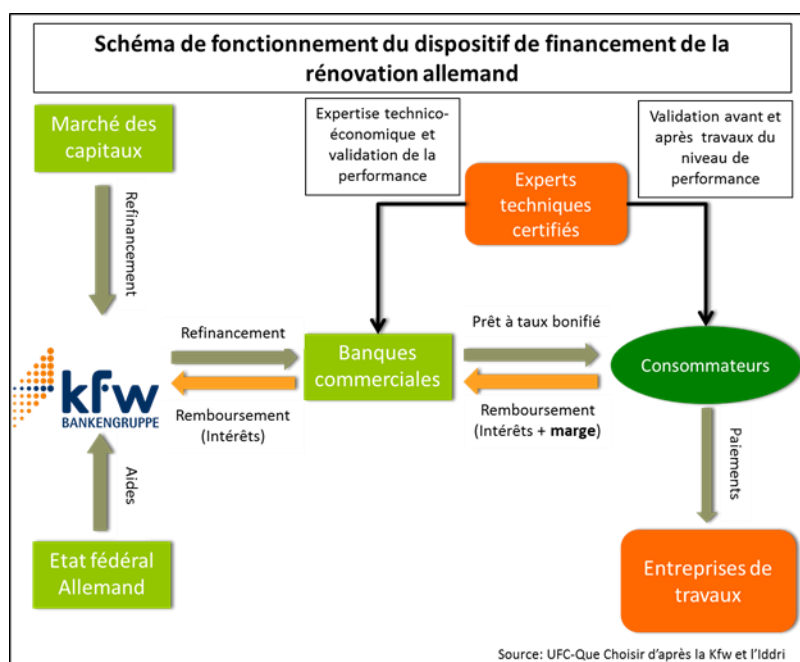 Schéma de fonctionnement du dispositif de financement de la
rénovation allemand
Marché des
capitaux
Expertise technico-
économique et
validation de la
performance
Validation avant et
après travaux du
niveau de
performance
Experts
techniques
certifiés
Refinancement
Refinancement
Banques
commerciales
Prêt à taux bonifié
Consommateurs
kfw
BANKENGRUPPE
Remboursement
(Intérêts)
Remboursement
(Intérêts + marge)
Aides
Paiements
Etat fédéral
Allemand
Entreprises de
travaux
Source: UFC-Que Choisir d'après la Kfw et l'Iddri